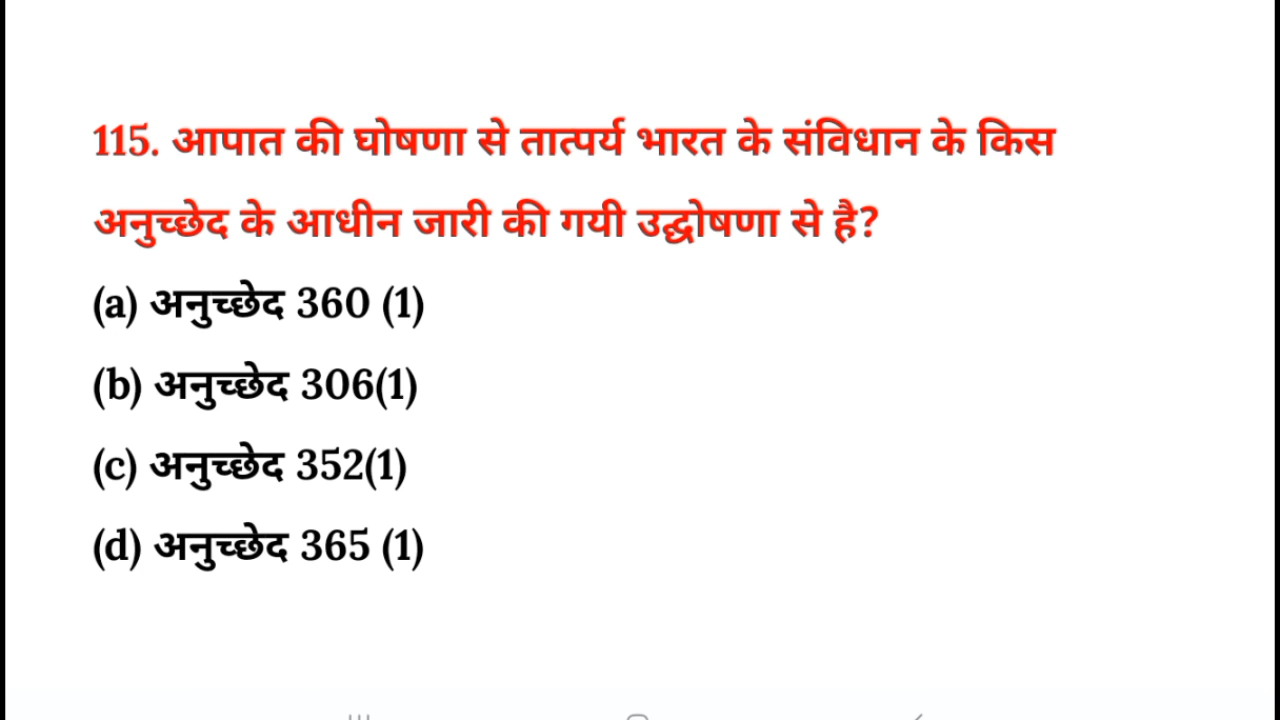 115. आपात की घोषणा से तात्पर्य भारत के संविधान के किस
अनुच्छेद के आधीन जारी की गयी उद्घोषणा से है?
(a) अनुच्छेद 360 (1)
(b) अनुच्छेद 306(1)
(c) अनुच्छेद 352(1)
(d) अनुच्छेद 365 (1)